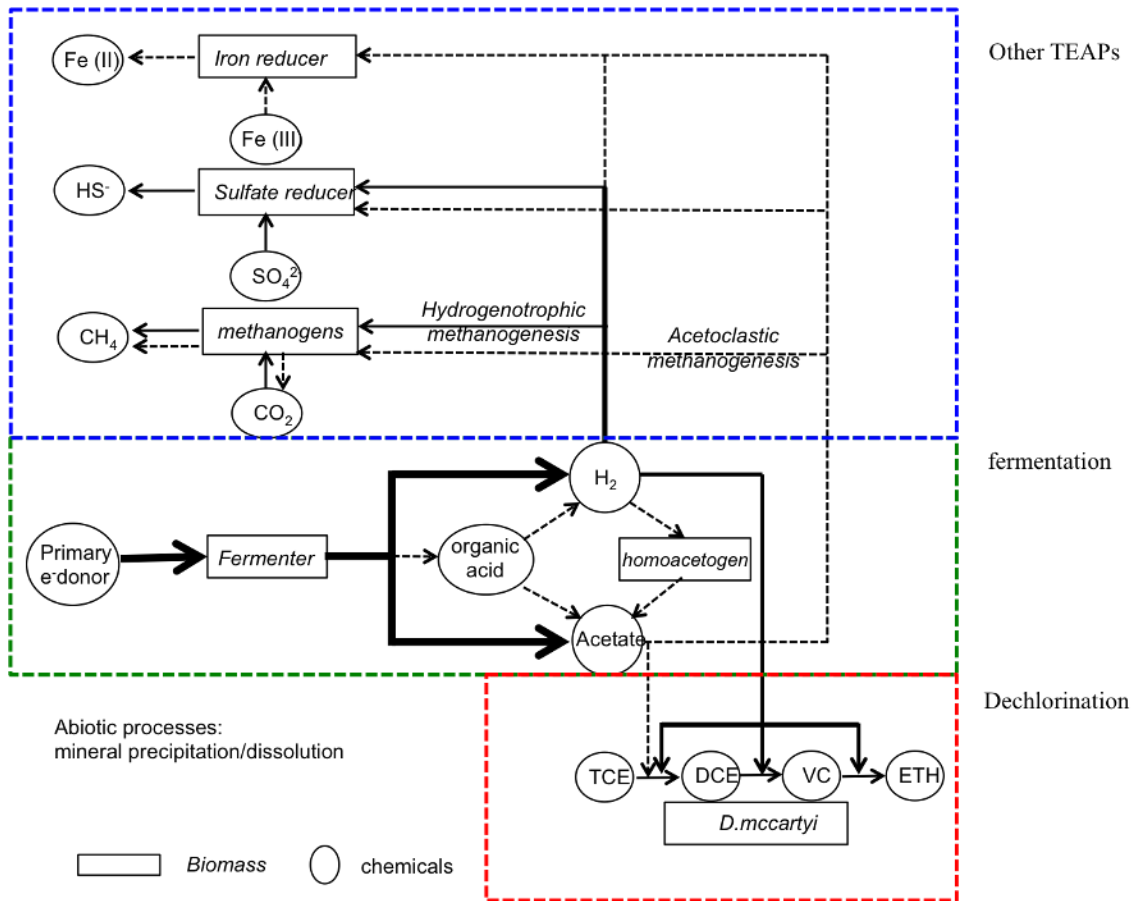 Other TEAPs
Fe (II)
Iron reducer
Fe (III)
HS-
Sulfate reducer
SO₄²⁻
Hydrogenotrophic
methanogenesis
CH₄
methanogens
Acetoclastic
methanogenesis
CO₂
fermentation
H₂
Primary
e-donor
Fermenter
organic
acid
homoacetogen
Acetate
Dechlorination
Abiotic processes:
mineral precipitation/dissolution
TCE
DCE
VC
ETH
D.mccartyi
Biomass
chemicals